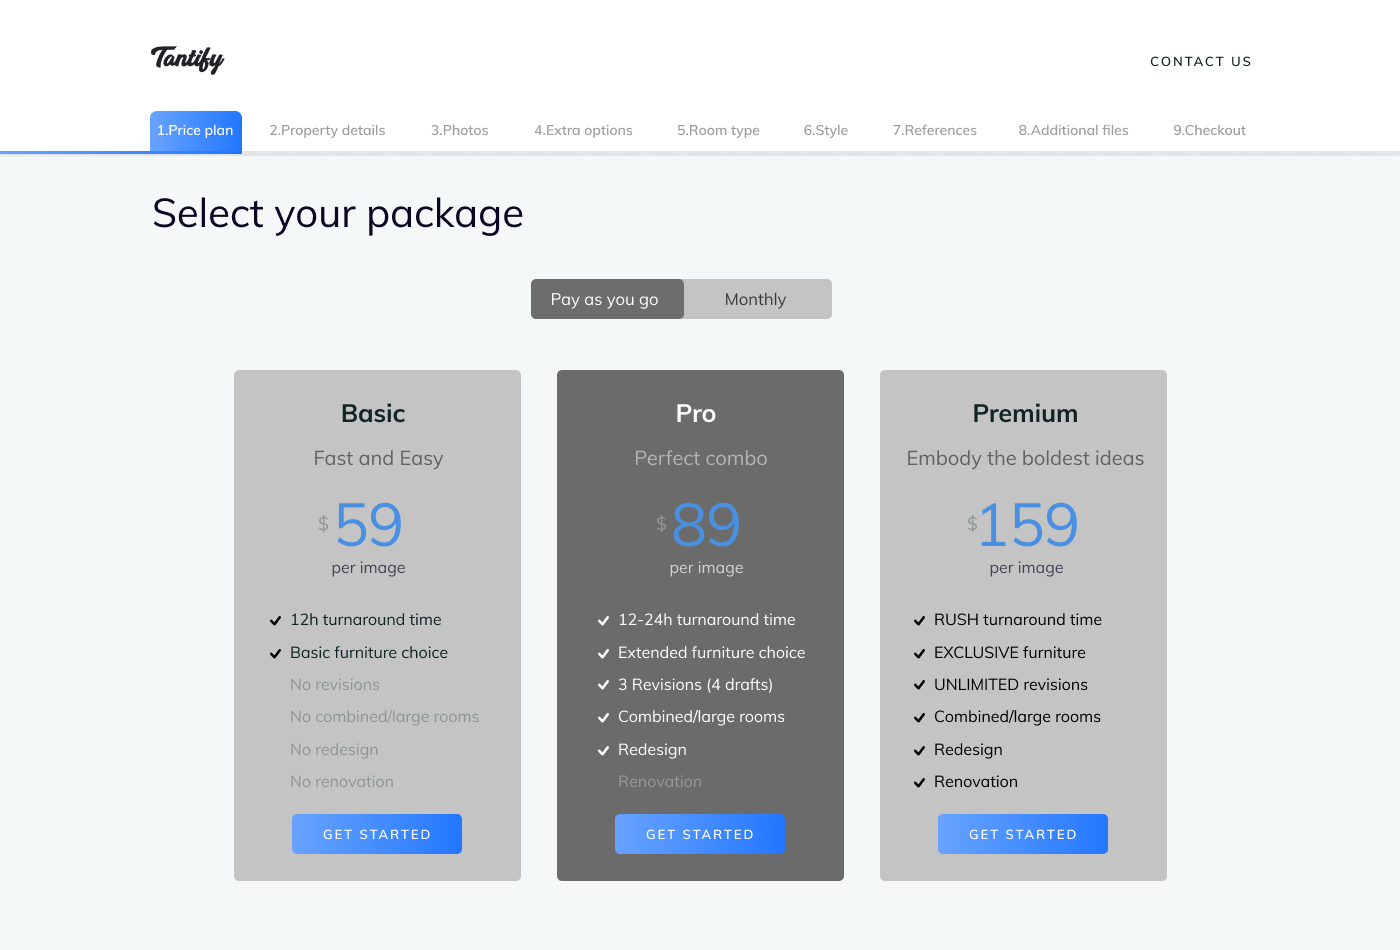 Tantify
CONTACT US
1.Price plan
2.Property details
3.Photos
4.Extra options
5.Room type
6.Style
7.References
8.Additional files
9.Checkout
Select your package
Pay as you go
Monthly
Basic
Fast and Easy
$ 59
per image
12h turnaround time
Basic furniture choice
No revisions
No combined/large rooms
No redesign
No renovation
GET STARTED
Pro
Perfect combo
$ 89
per image
12-24h turnaround time
Extended furniture choice
3 Revisions (4 drafts)
Combined/large rooms
Redesign
Renovation
GET STARTED
Premium
Embody the boldest ideas
$159
per image
RUSH turnaround time
EXCLUSIVE furniture
UNLIMITED revisions
Combined/large rooms
Redesign
Renovation
GET STARTED